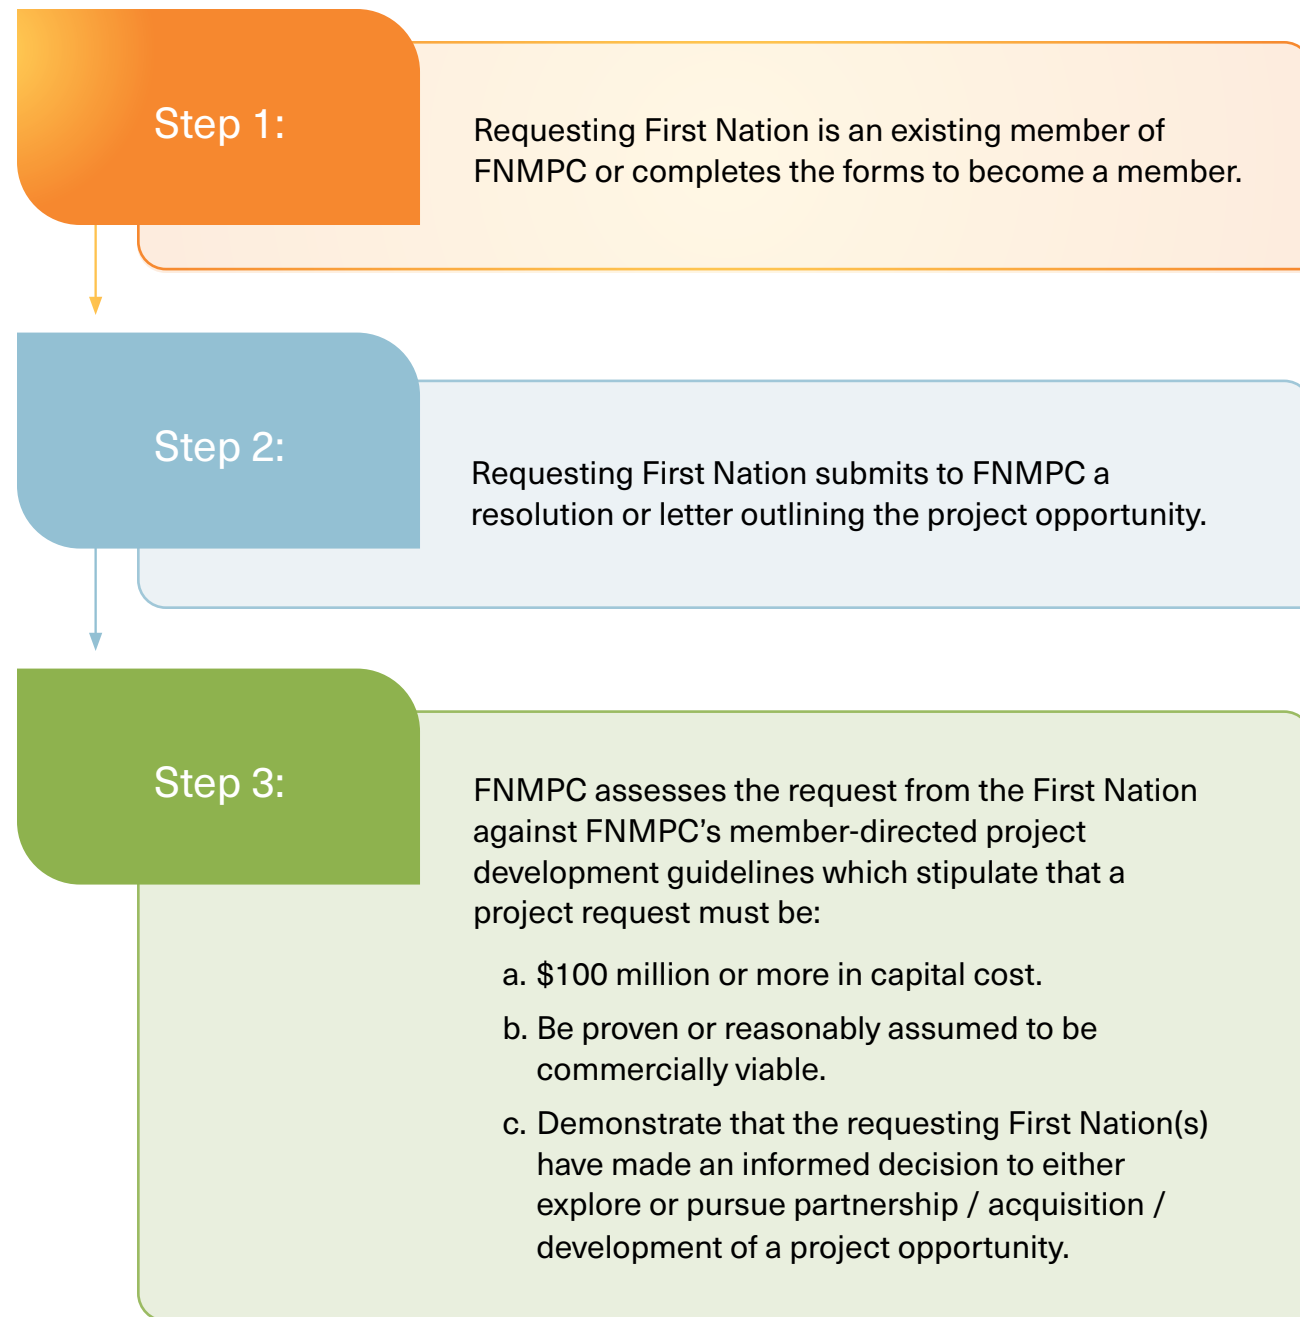 Step 1:
Requesting First Nation is an existing member of
FNMPC or completes the forms to become a member.
Step 2:
Requesting First Nation submits to FNMPC a
resolution or letter outlining the project opportunity.
Step 3:
FNMPC assesses the request from the First Nation
against FNMPC’s member-directed project
development guidelines which stipulate that a
project request must be:
a. $100 million or more in capital cost.
b. Be proven or reasonably assumed to be
commercially viable.
c. Demonstrate that the requesting First Nation(s)
have made an informed decision to either
explore or pursue partnership / acquisition /
development of a project opportunity.